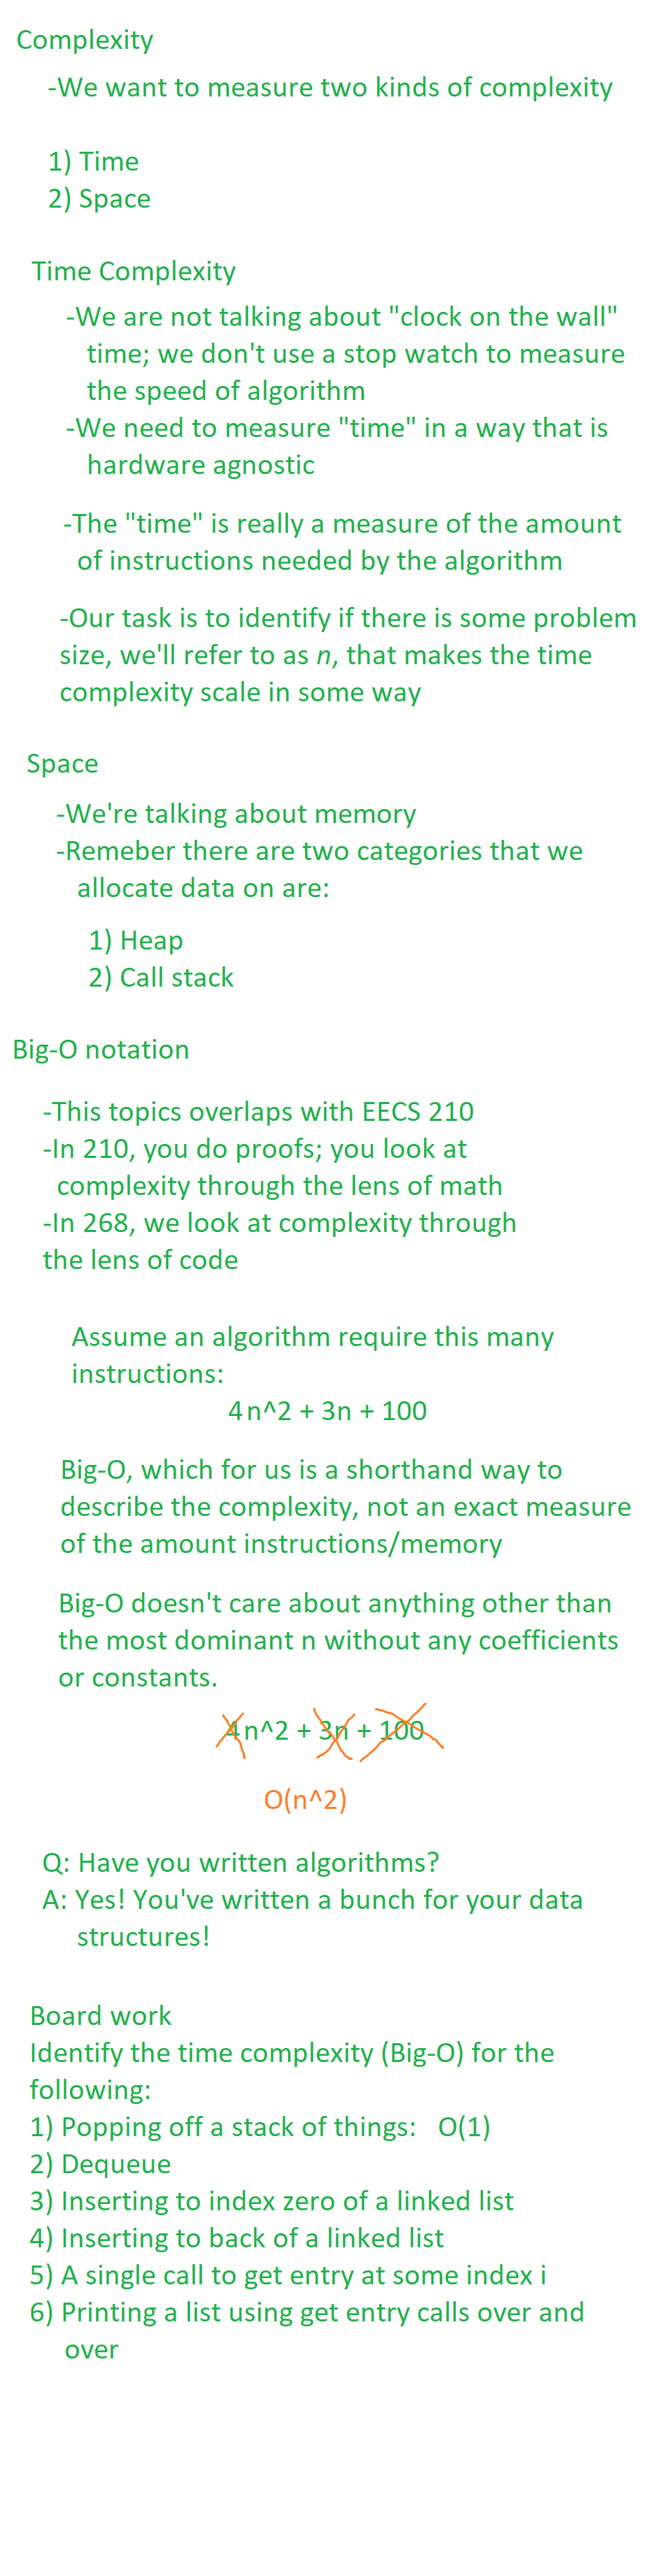 Complexity
-We want to measure two kinds of complexity
1) Time
2) Space
Time Complexity
-We are not talking about "clock on the wall"
time; we don't use a stop watch to measure
the speed of algorithm
-We need to measure "time" in a way that is
hardware agnostic
-The "time" is really a measure of the amount
of instructions needed by the algorithm
-Our task is to identify if there is some problem
size, we'll refer to as n, that makes the time
complexity scale in some way
Space
-We're talking about memory
-Remeber there are two categories that we
allocate data on are:
1) Heap
2) Call stack
Big-O notation
-This topics overlaps with EECS 210
-In 210, you do proofs; you look at
complexity through the lens of math
-In 268, we look at complexity through
the lens of code
Assume an algorithm require this many
instructions:
4n^2 + 3n + 100
Big-O, which for us is a shorthand way to
describe the complexity, not an exact measure
of the amount instructions/memory
Big-O doesn't care about anything other than
the most dominant n without any coefficients
or constants.
4n^2 + 3n + 100
O(n^2)
Q: Have you written algorithms?
A: Yes! You've written a bunch for your data
structures!
Board work
Identify the time complexity (Big-O) for the
following:
1) Popping off a stack of things: O(1)
2) Dequeue
3) Inserting to index zero of a linked list
4) Inserting to back of a linked list
5) A single call to get entry at some index i
6) Printing a list using get entry calls over and
over